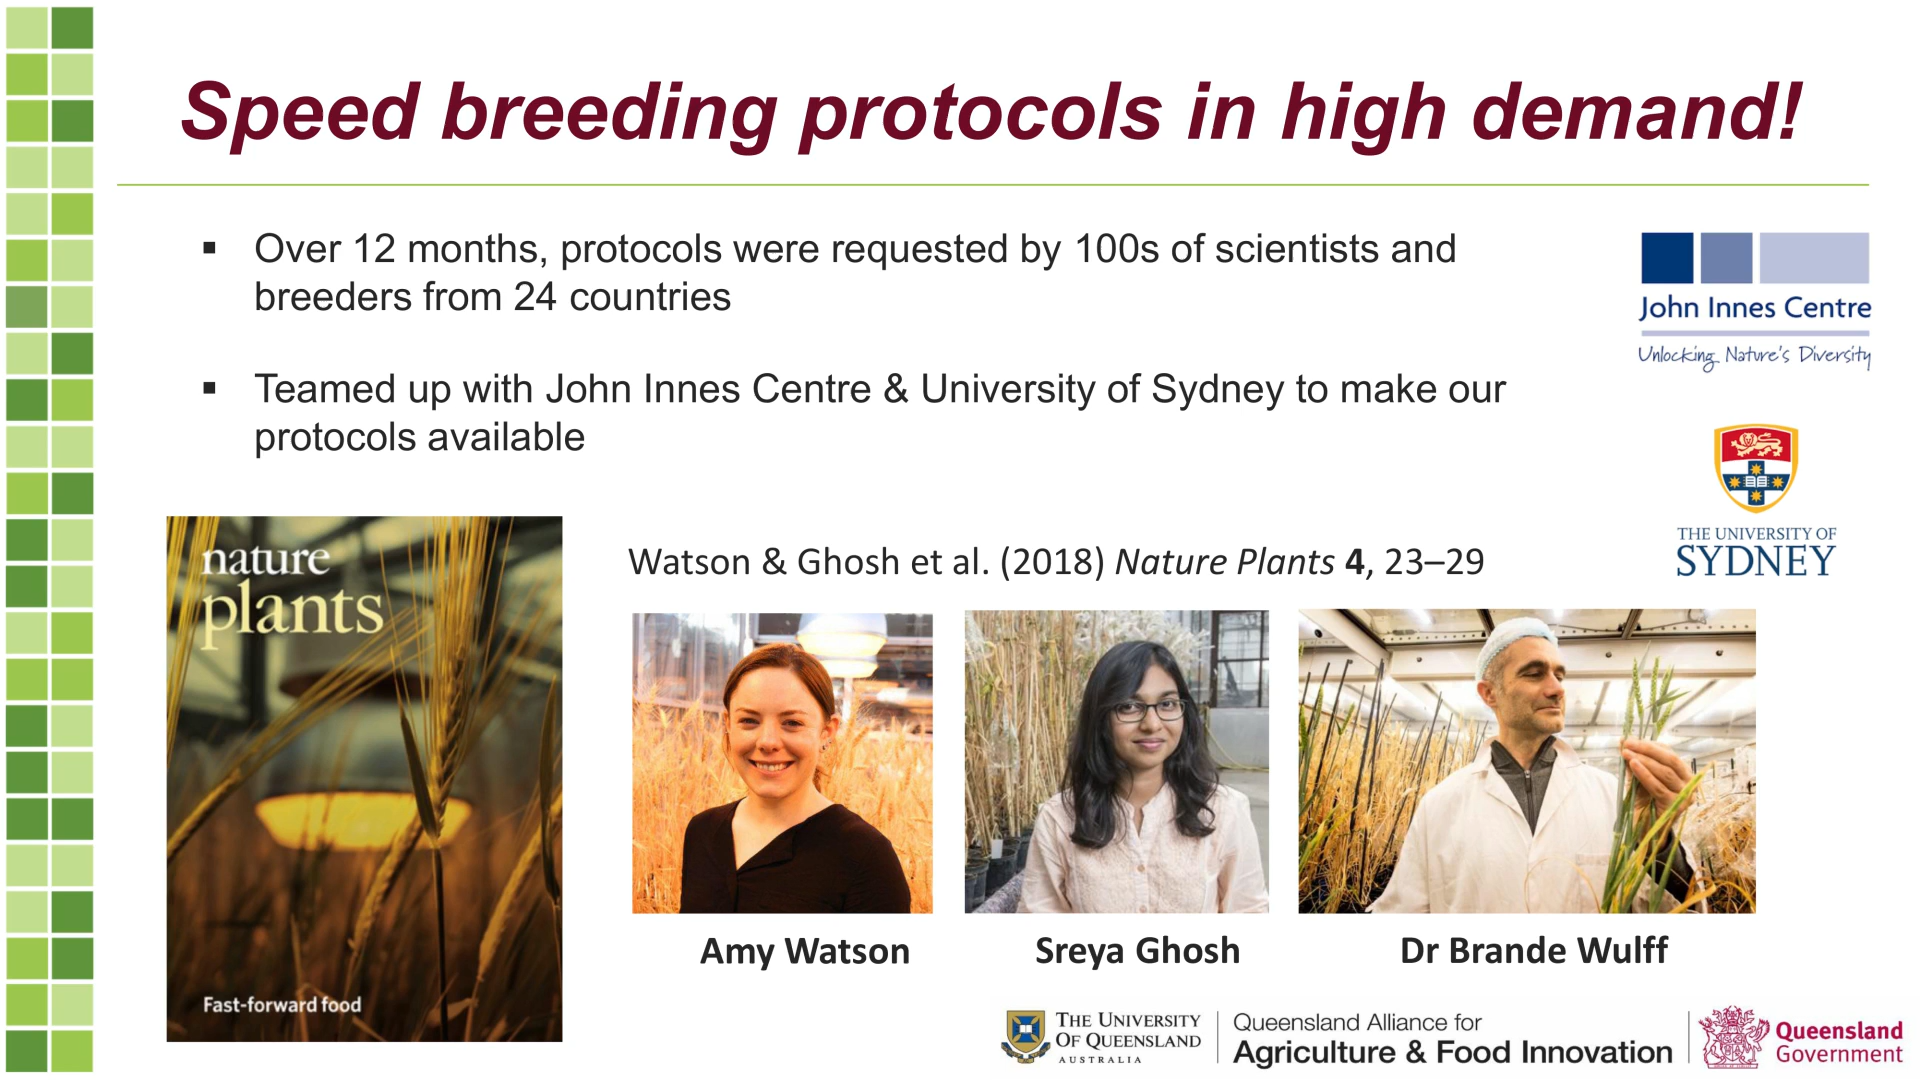 Speed breeding protocols in high demand!
▪ Over 12 months, protocols were requested by 100s of scientists and
breeders from 24 countries
▪ Teamed up with John Innes Centre & University of Sydney to make our
protocols available
John Innes Centre
Unlocking Nature's Diversity
THE UNIVERSITY OF
SYDNEY
nature
plants
Fast-forward food
Watson & Ghosh et al. (2018) Nature Plants 4, 23–29
Amy Watson
Sreya Ghosh
Dr Brande Wulff
THE UNIVERSITY
OF QUEENSLAND
AUSTRALIA
Queensland Alliance for
Agriculture & Food Innovation
Queensland
Government